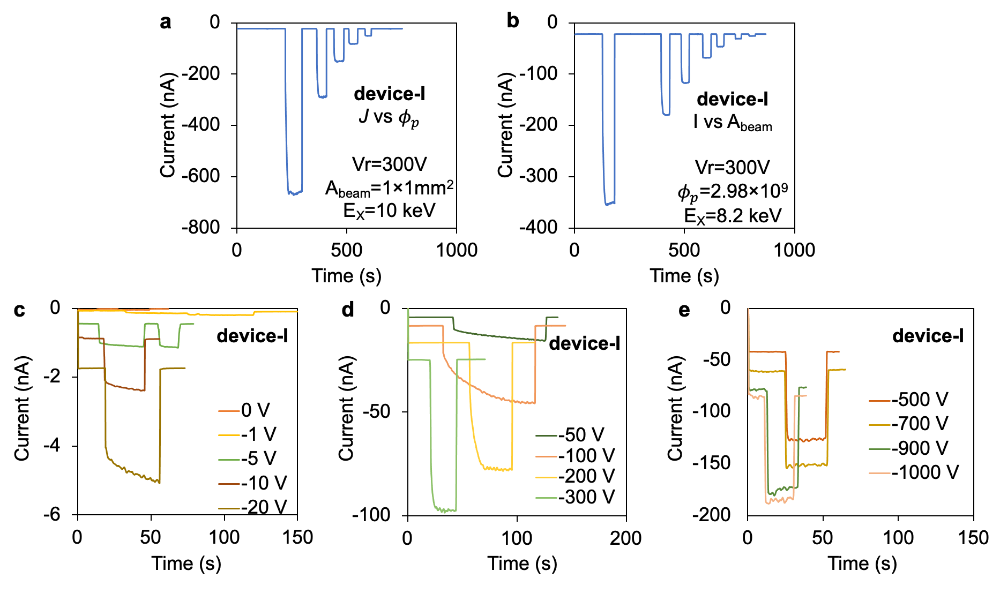 a
0
-200
-400
-600
-800
Current (nA)
0
500
1000
Time (s)
device-I
J vs ϕp
Vr=300V
Abeam=1×1mm²
EX=10 keV
b
0
-100
-200
-300
-400
Current (nA)
0
500
1000
Time (s)
device-I
I vs Abeam
Vr=300V
ϕp=2.98×10⁹
EX=8.2 keV
c
0
-2
-4
-6
Current (nA)
0
50
100
150
Time (s)
device-I
0 V
-1 V
-5 V
-10 V
-20 V
d
0
-50
-100
Current (nA)
0
100
200
Time (s)
device-I
-50 V
-100 V
-200 V
-300 V
e
0
-50
-100
-150
-200
Current (nA)
0
50
100
150
Time (s)
device-I
-500 V
-700 V
-900 V
-1000 V